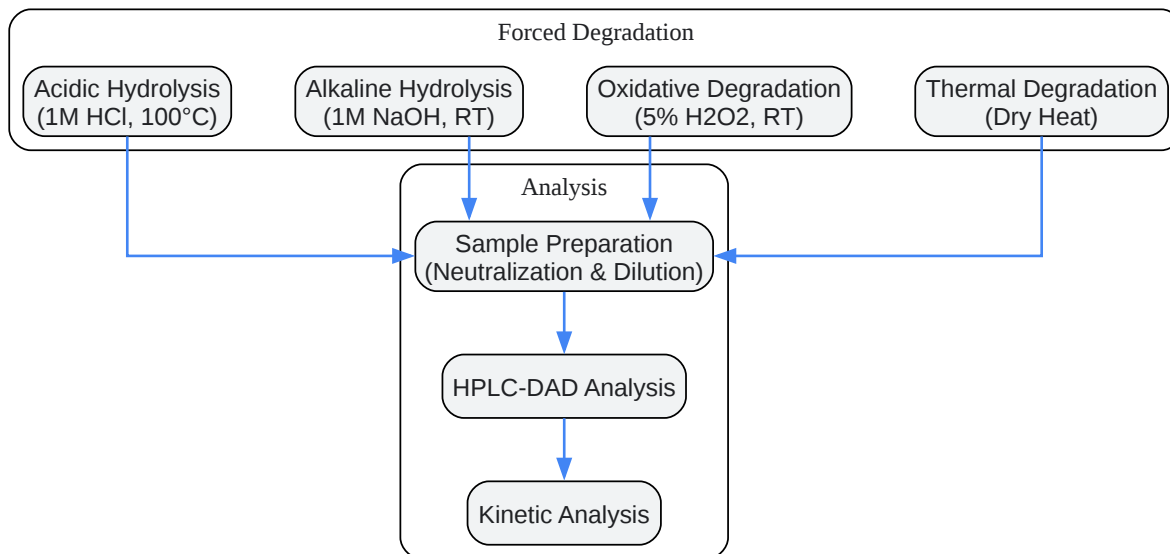 Forced Degradation
Acidic Hydrolysis
(1M HCl, 100°C)
Alkaline Hydrolysis
(1M NaOH, RT)
Oxidative Degradation
(5% H2O2, RT)
Thermal Degradation
(Dry Heat)
Analysis
Sample Preparation
(Neutralization & Dilution)
HPLC-DAD Analysis
Kinetic Analysis